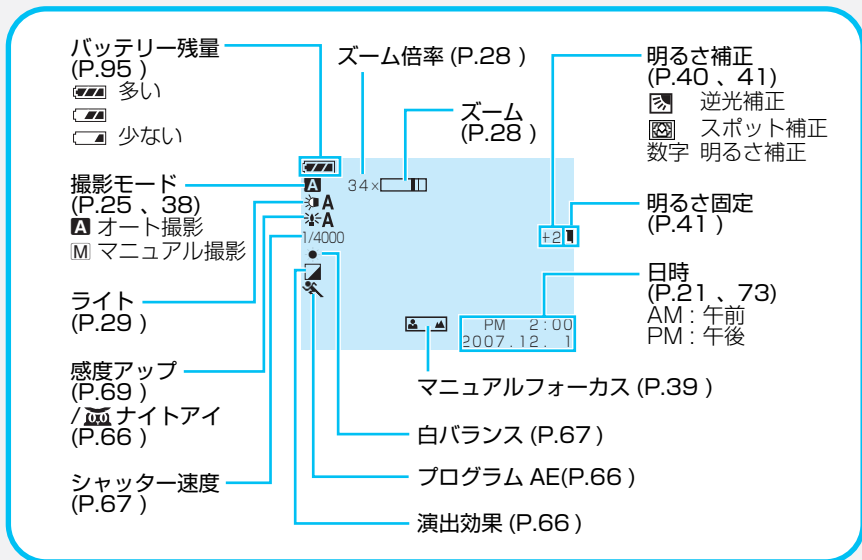 バッテリー残量
(P.95 )
多い
少ない
撮影モード
(P.25 、38)
A オート撮影
M マニュアル撮影
ライト
(P.29 )
感度アップ
(P.69 )
/ ナイトアイ
(P.66 )
シャッター速度
(P.67 )
ズーム倍率 (P.28 )
ズーム
(P.28 )
A
34×
A
A
1/4000
+2
PM 2:00
2007.12. 1
マニュアルフォーカス (P.39 )
白バランス (P.67 )
プログラム AE(P.66 )
演出効果 (P.66 )
明るさ補正
(P.40 、41)
逆光補正
スポット補正
数字 明るさ補正
明るさ固定
(P.41 )
日時
(P.21 、73)
AM : 午前
PM : 午後